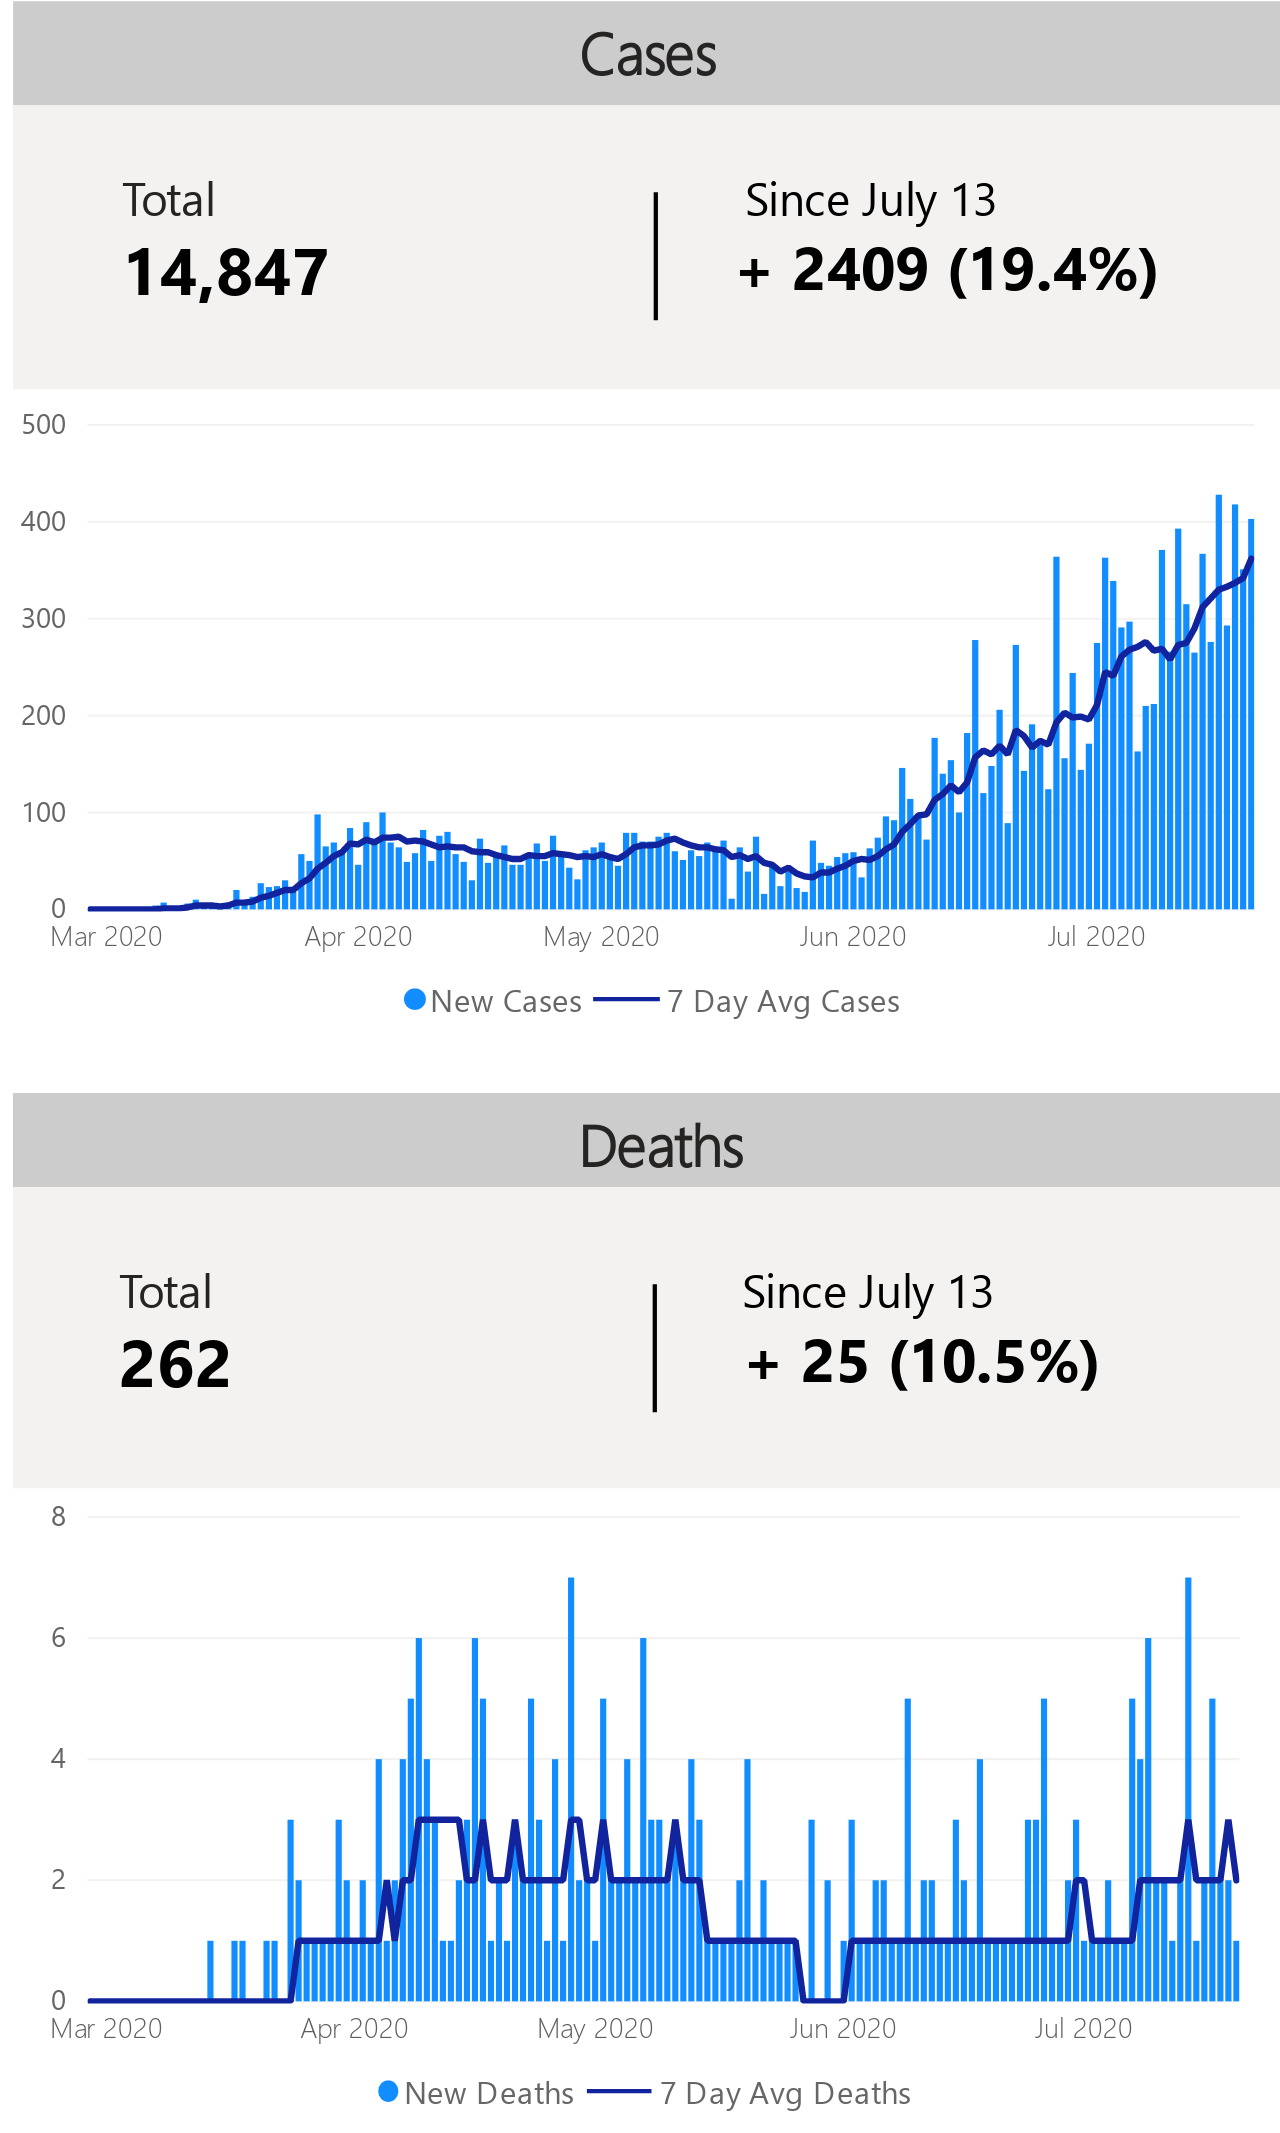 Cases
Total
Since July 13
14,847
+ 2409 (19.4%)
500
400
300
200
100
0
Mar 2020 Apr 2020 May 2020 Jun 2020 Jul 2020
New Cases 7 Day Avg Cases
Deaths
Total
Since July 13
262
+ 25 (10.5%)
8
6
4
2
0
Mar 2020 Apr 2020 May 2020 Jun 2020 Jul 2020
New Deaths 7 Day Avg Deaths